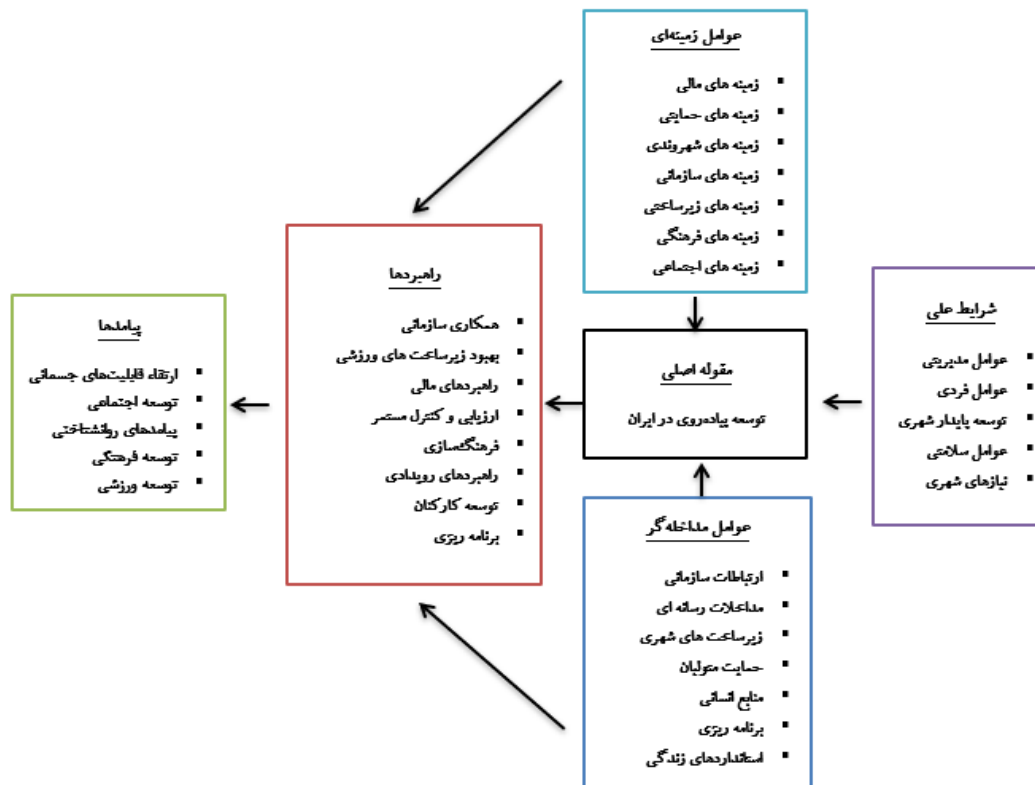 عوامل زمینه‌ای
زمینه های مالی
زمینه های حمایتی
زمینه های شهروندی
زمینه های سازمانی
زمینه های زیرساختی
زمینه های فرهنگی
زمینه های اجتماعی
شرایط علی
عوامل مدیریتی
عوامل فردی
توسعه پایدار شهری
عوامل سلامتی
نیازهای شهری
مقوله اصلی
توسعه پیاده‌روی در ایران
عوامل مداخله‌گر
ارتباطات سازمانی
مداخلات رسانه ای
زیرساخت های شهری
حمایت متولیان
منابع انسانی
برنامه ریزی
استانداردهای زندگی
راهبردها
همکاری سازمانی
بهبود زیرساخت های ورزشی
راهبردهای مالی
ارزیابی و کنترل مستمر
فرهنگ‌سازی
راهبردهای رویدادی
توسعه کارکنان
برنامه ریزی
پیامدها
ارتقاء قابلیت‌های جسمانی
توسعه اجتماعی
پیامدهای روانشناختی
توسعه فرهنگی
توسعه ورزشی